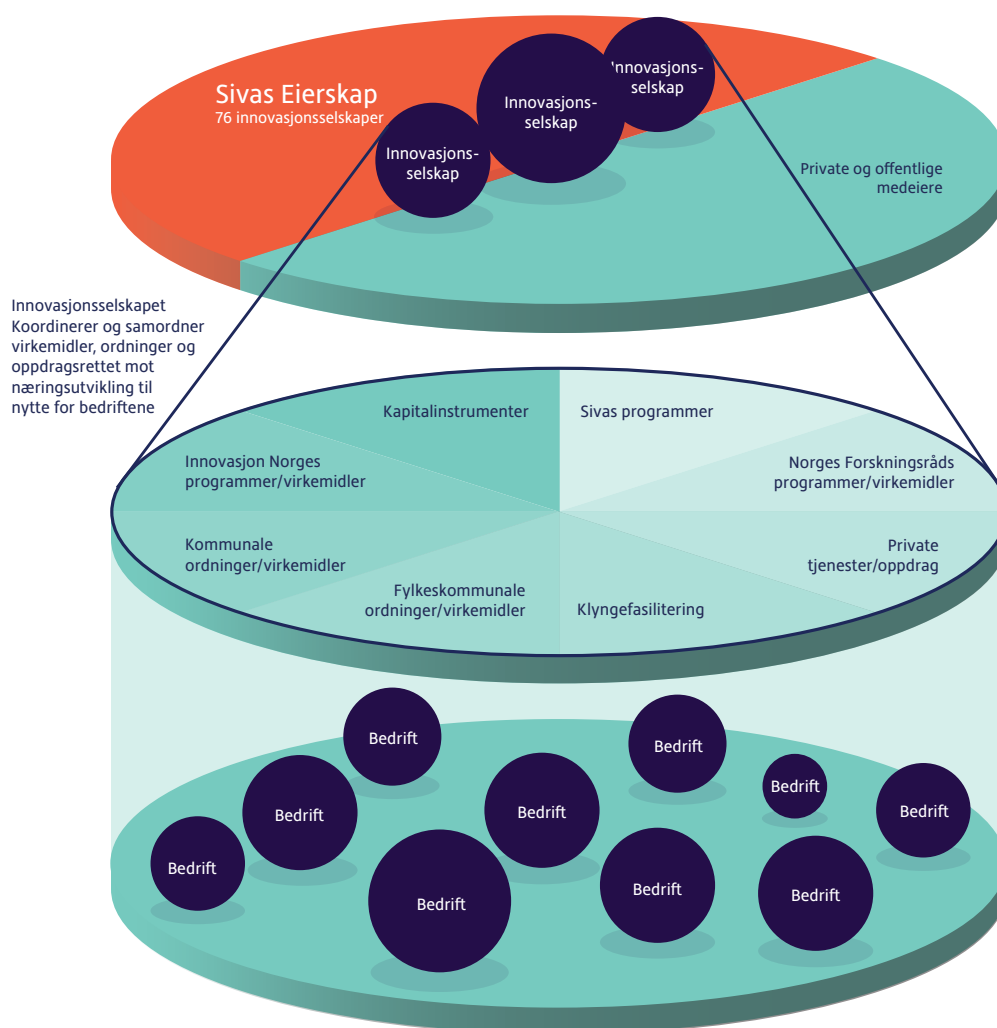 Sivas Eierskap
76 innovasjonsselskaper
Innovasjons-
selskap
Innovasjons-
selskap
Innovasjons-
selskap
Private og offentlige
medeiere
Innovasjonsselskapet
Koordinerer og samordner
virkemidler, ordninger og
oppdragsrettet mot
næringsutvikling til
nytte for bedriftene
Kapitalinstrumenter
Sivas programmer
Innovasjon Norges
programmer/virkemidler
Norges Forskningsråds
programmer/virkemidler
Kommunale
ordninger/virkemidler
Private
tjenester/oppdrag
Fylkeskommunale
ordninger/virkemidler
Klyngefasilitering
Bedrift
Bedrift
Bedrift
Bedrift
Bedrift
Bedrift
Bedrift
Bedrift
Bedrift
Bedrift